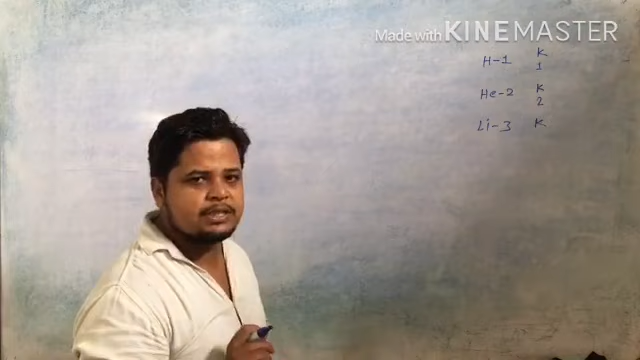 Made with KINEMASTER
H-1 K
1
He-2 K
2
Li-3 K